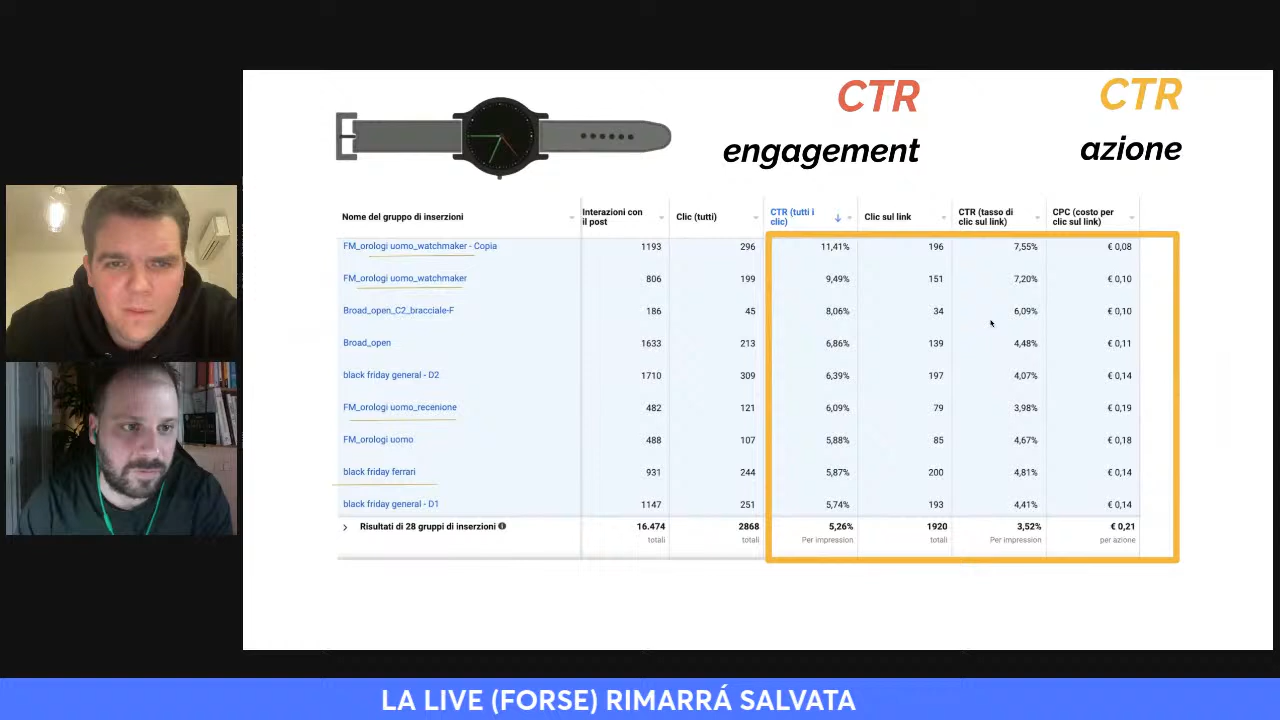 CTR
engagement
CTR
azione
Nome del gruppo di inserzioni
Interazioni con
il post
Clic (tutti)
CTR (tutti i
clic)
Clic sul link
CTR (tasso di
clic sul link)
CPC (costo per
clic sul link)
FM_orologi uomo_watchmaker - Copia 1193 296 11,41% 196 7,55% € 0,08
FM_orologi uomo_watchmaker 806 199 9,49% 151 7,20% € 0,10
Broad_open_C2_bracciale-F 186 45 8,06% 34 6,09% € 0,10
Broad_open 1633 213 6,86% 139 4,48% € 0,11
black friday general - D2 1710 309 6,39% 197 4,07% € 0,14
FM_orologi uomo_recenione 482 121 6,09% 79 3,98% € 0,19
FM_orologi uomo 488 107 5,88% 85 4,67% € 0,18
black friday ferrari 931 244 5,87% 200 4,81% € 0,14
black friday general - D1 1147 251 5,74% 193 4,41% € 0,14
Risultati di 28 gruppi di inserzioni 16.474 2868 5,26% 1920 3,52% € 0,21
totali totali Per impression totali Per impression per azione
LA LIVE (FORSE) RIMARRÁ SALVATA